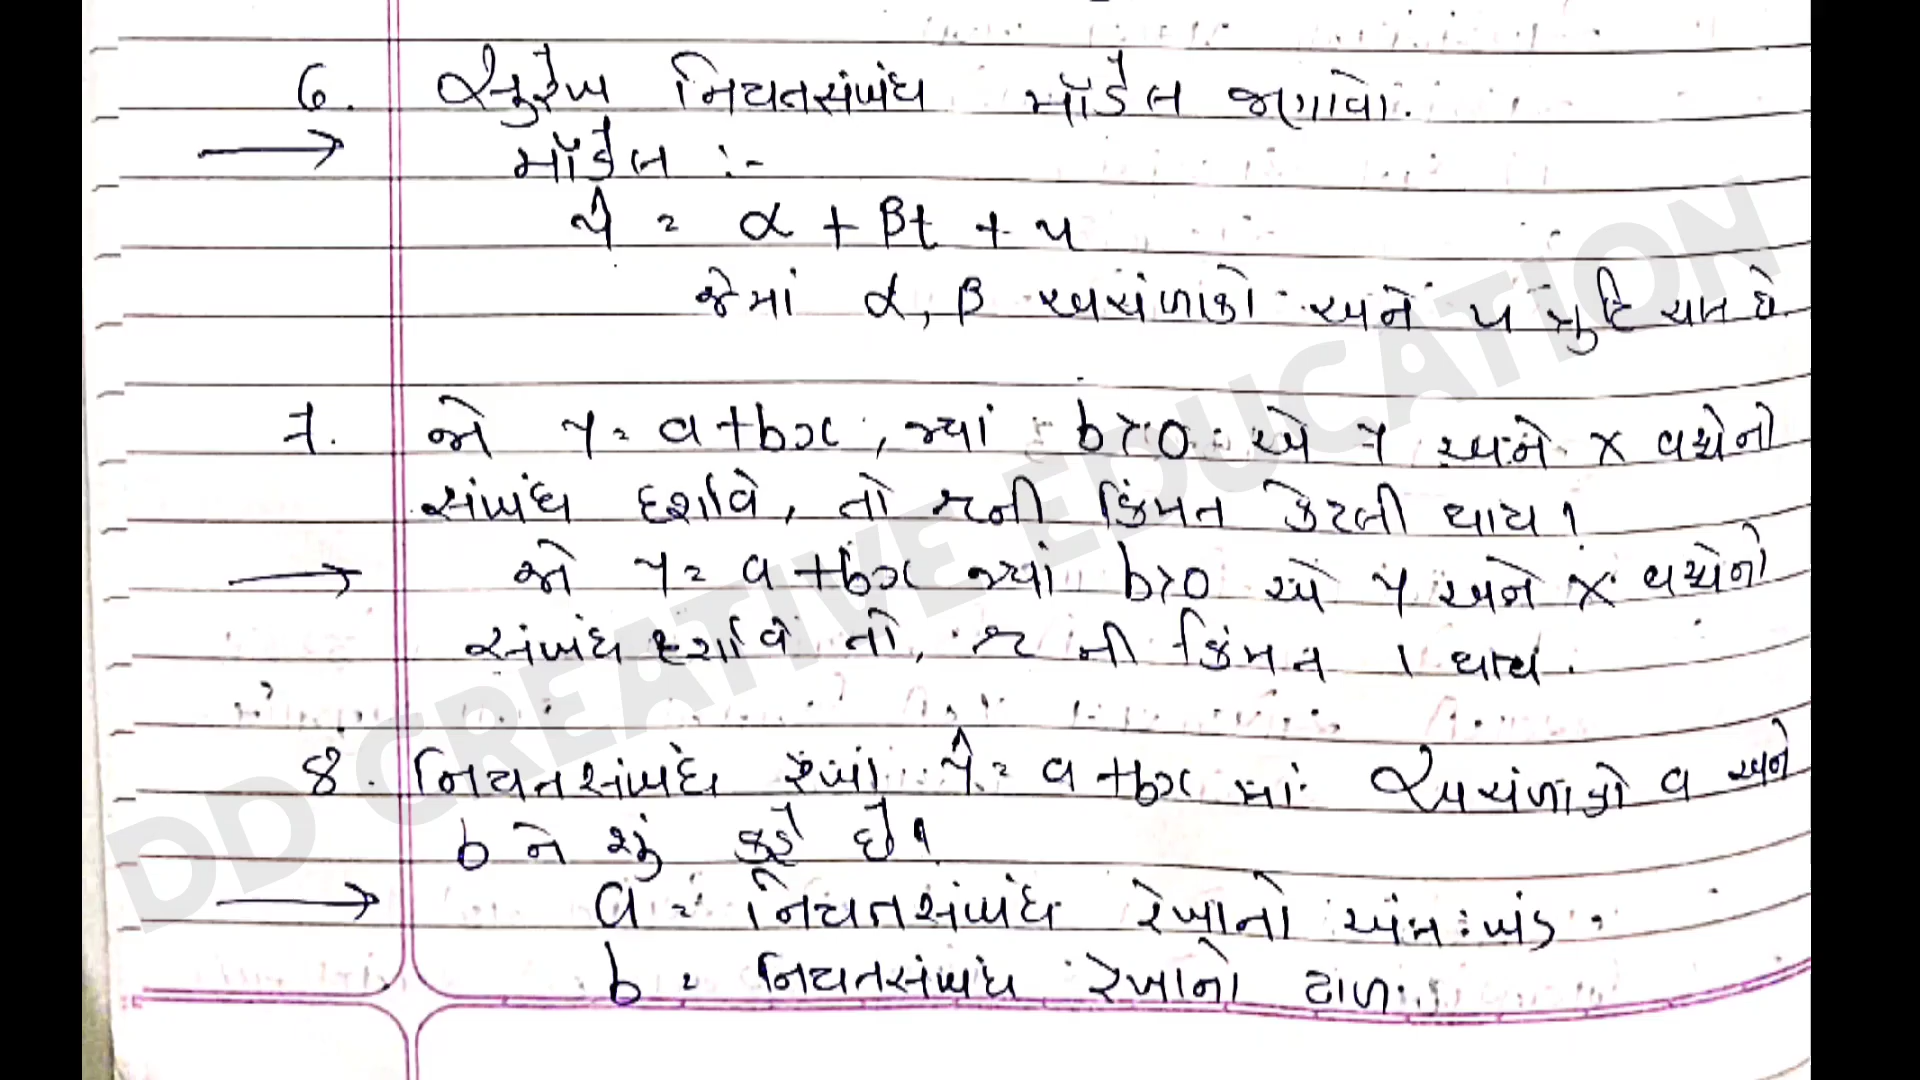 6. સુરેખ નિયતસંબંધ મૉડેલ જણાવો.
→ મૉડેલ :-
ŷ = α + βt + u
જેમાં α, β અચળાંકો અને u ત્રુટિ ચલ છે.
7. જો y = a + bx, જ્યાં b>0 એ y અને x વચ્ચેનો
સંબંધ દર્શાવે, તો r ની કિંમત કેટલી થાય ?
→ જો y = a + bx જ્યાં b>0 એ y અને x વચ્ચેનો
સંબંધ દર્શાવે તો, r ની કિંમત 1 થાય.
8. નિયતસંબંધ રેખા ŷ = a + bx માં અચળાંકો a અને
b ને શું કહે છે ?
→ a = નિયતસંબંધ રેખાનો અંતઃખંડ.
b = નિયતસંબંધ રેખાનો ઢાળ.
DD CREATIVE EDUCATION